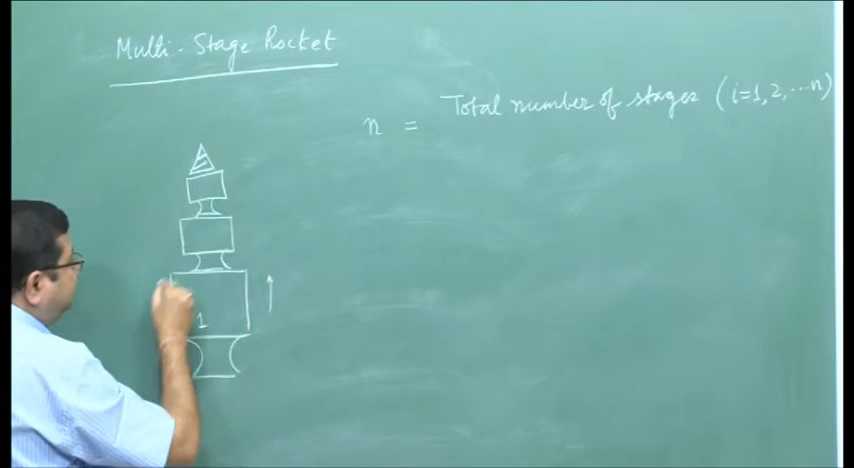 Multi-Stage Rocket
n = Total number of stages (i=1,2,...n)
1